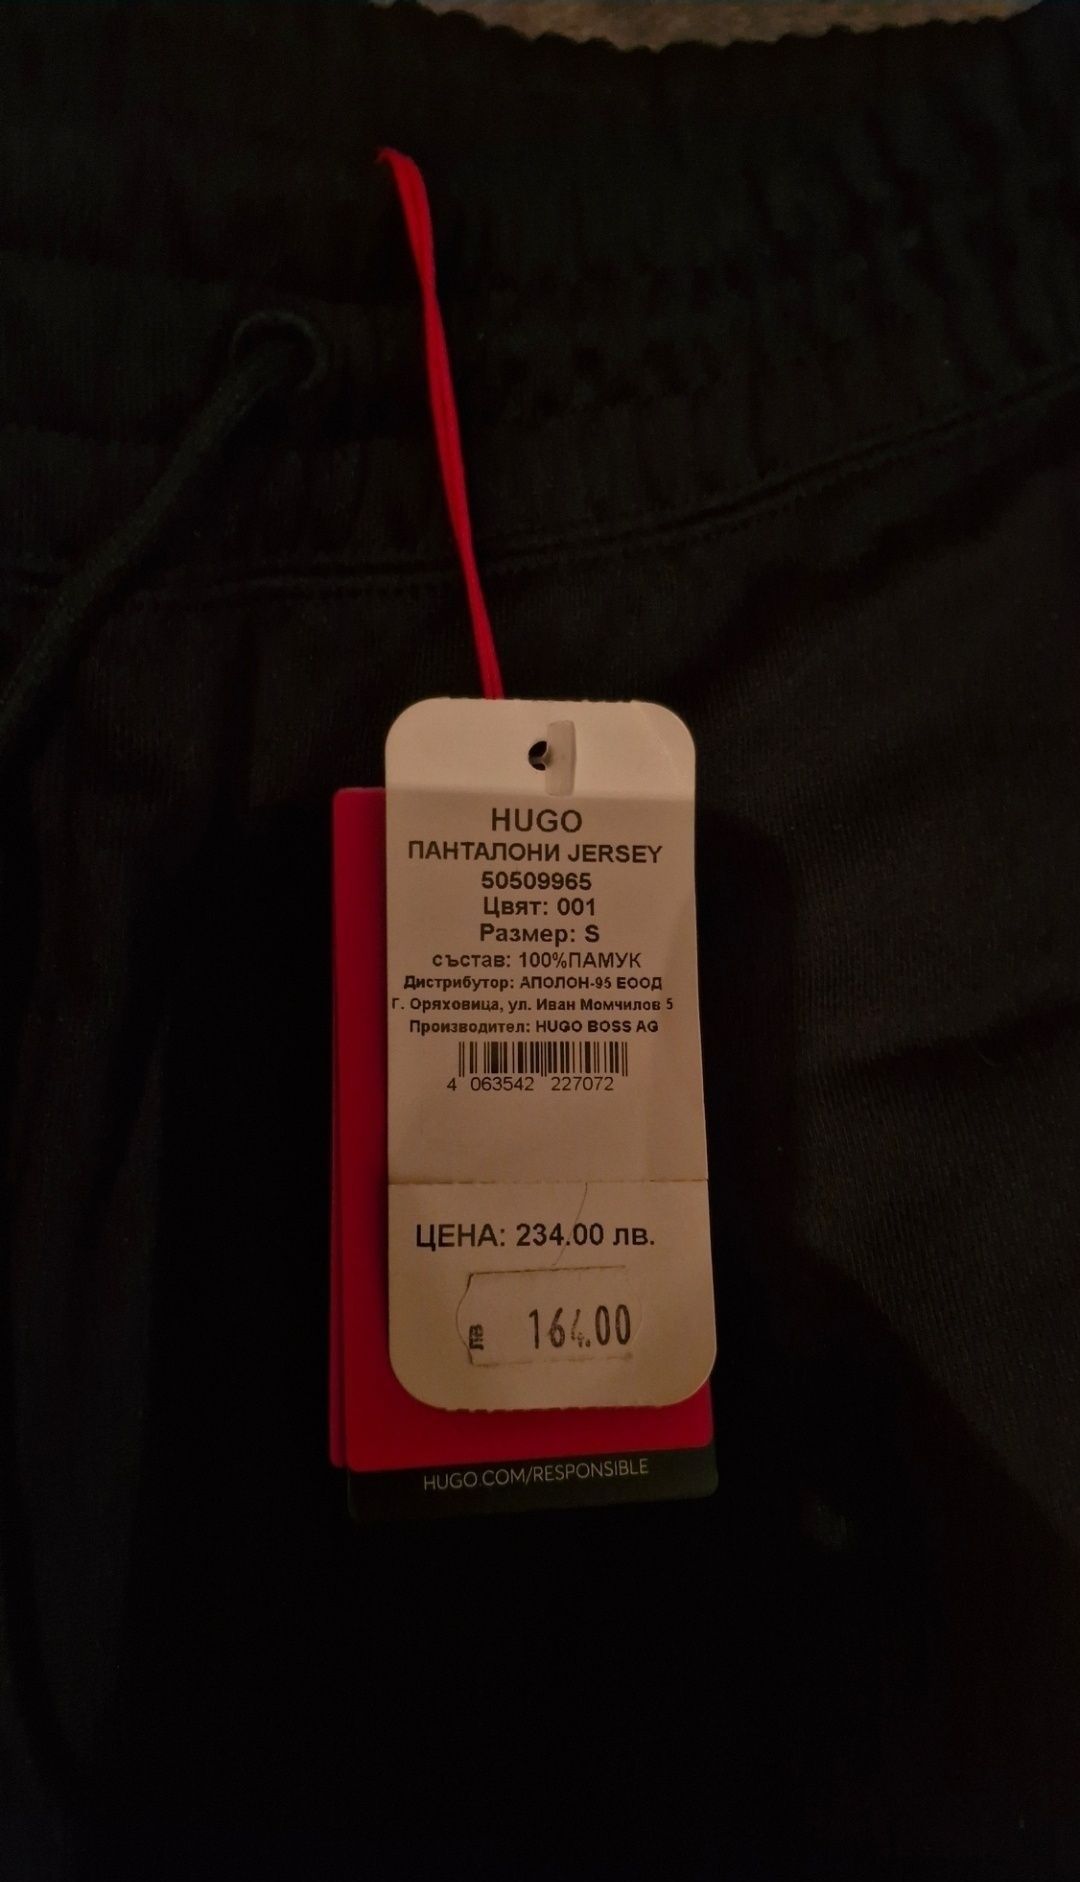 HUGO
ПАНТАЛОНИ JERSEY
50509965
Цвят: 001
Размер: S
състав: 100%ПАМУК
Дистрибутор: АПОЛОН-95 ЕООД
Г. Оряховица, ул. Иван Момчилов 5
Производител: HUGO BOSS AG
4 063542 227072
ЦЕНА: 234.00 лв.
лв 164.00
HUGO.COM/RESPONSIBLE